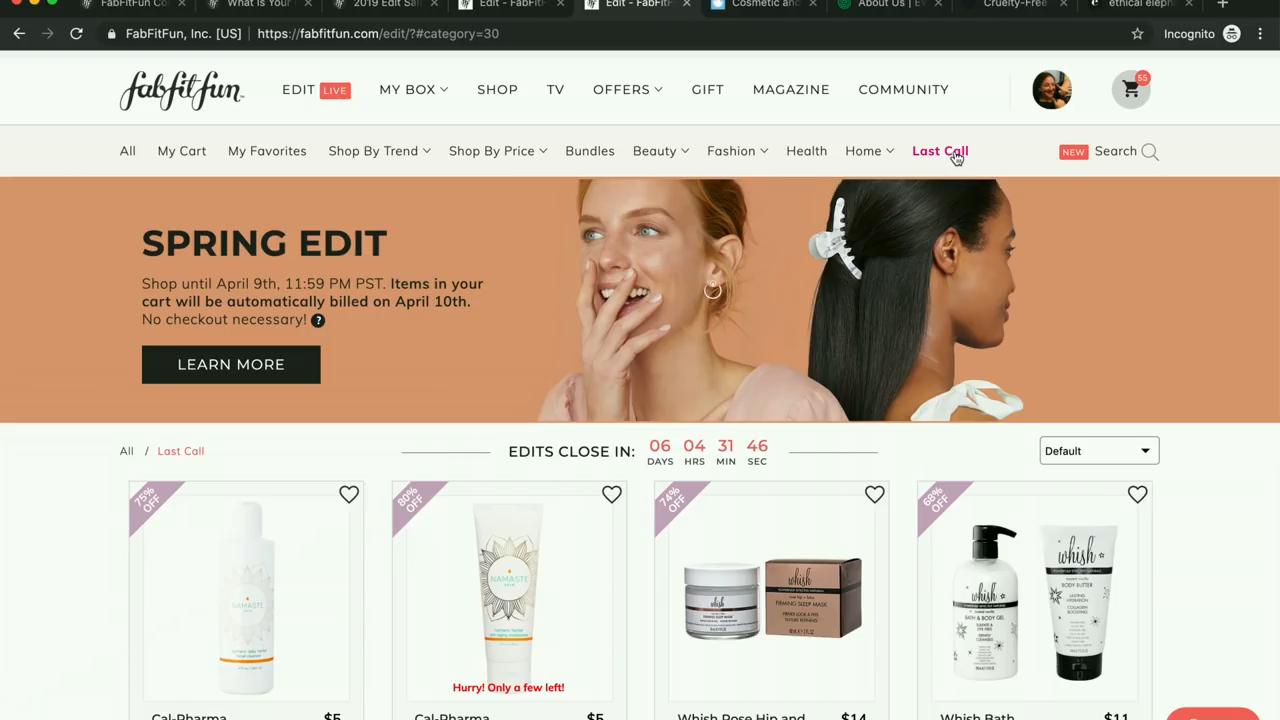 FabFitFun Co
What is Your
2019 Edit Sal
Edit - FabFitF
Edit - FabFitF
Cosmetic and
About Us | E
Cruelty-Free
ethical eleph
FabFitFun, Inc. [US] https://fabfitfun.com/edit/?#category=30
Incognito
fabfitfun
EDIT LIVE MY BOX SHOP TV OFFERS GIFT MAGAZINE COMMUNITY
55
All My Cart My Favorites Shop By Trend Shop By Price Bundles Beauty Fashion Health Home Last Call NEW Search
SPRING EDIT
Shop until April 9th, 11:59 PM PST. Items in your
cart will be automatically billed on April 10th.
No checkout necessary! ?
LEARN MORE
All / Last Call
EDITS CLOSE IN: 06 04 31 46
DAYS HRS MIN SEC
Default
75% OFF
80% OFF
74% OFF
68% OFF
NAMASTE
NAMASTE
whish
whish
FIRMING SLEEP MASK
whish
BATH & BODY GEL
whish
BODY BUTTER
Hurry! Only a few left!
Cal-Pharma $5
Cal-Pharma $5
Whish Rose Hip and $14
Whish Bath $11